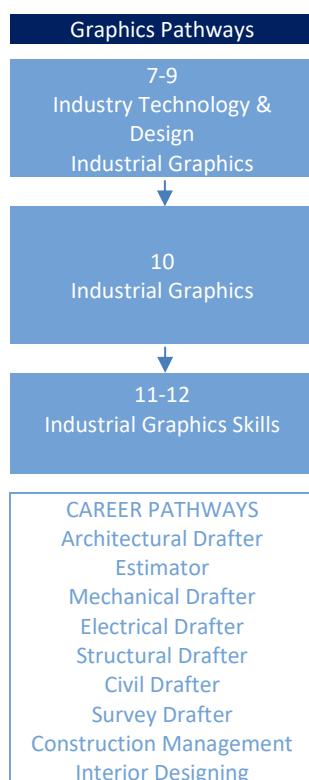 Graphics Pathways
7-9
Industry Technology &
Design
Industrial Graphics
10
Industrial Graphics
11-12
Industrial Graphics Skills
CAREER PATHWAYS
Architectural Drafter
Estimator
Mechanical Drafter
Electrical Drafter
Structural Drafter
Civil Drafter
Survey Drafter
Construction Management
Interior Designing